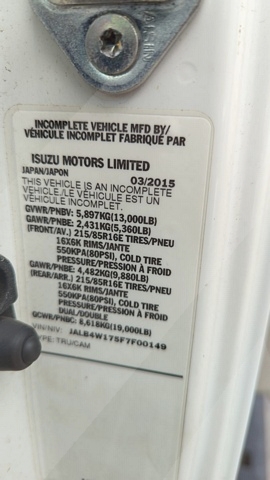 INCOMPLETE VEHICLE MFD BY/
VÉHICULE INCOMPLET FABRIQUÉ PAR
ISUZU MOTORS LIMITED
JAPAN/JAPON 03/2015
THIS VEHICLE IS AN INCOMPLETE
VEHICLE./LE VÉHICULE EST UN
VÉHICULE INCOMPLET.
GVWR/PNBV: 5,897KG(13,000LB)
GAWR/PNBE: 2,431KG(5,360LB)
(FRONT/AV.) 215/85R16E TIRES/PNEU
16X6K RIMS/JANTE
550KPA(80PSI), COLD TIRE
PRESSURE/PRESSION À FROID
GAWR/PNBE: 4,482KG(9,880LB)
(REAR/ARR.) 215/85R16E TIRES/PNEU
16X6K RIMS/JANTE
550KPA(80PSI), COLD TIRE
PRESSURE/PRESSION À FROID
DUAL/DOUBLE
GCWR/PNBC: 8,618KG(19,000LB)
VIN/NIV: JALB4W175F7F00149
TYPE: TRU/CAM